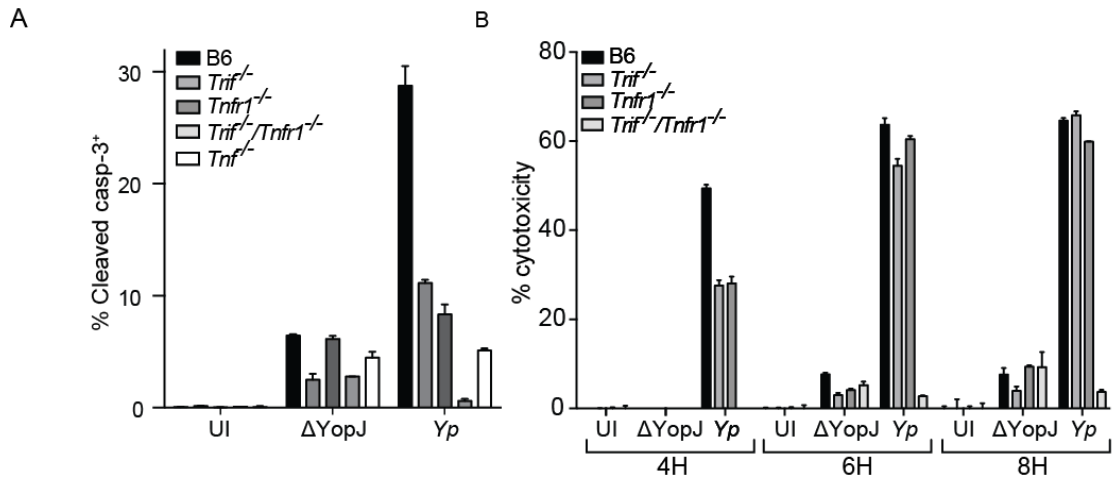 A
B6
Trif-/-
Tnfr1-/-
Trif-/-/Tnfr1-/-
Tnf-/-
% Cleaved casp-3+
30
20
10
0
UI ΔYopJ Yp
B
B6
Trif-/-
Tnfr1-/-
Trif-/-/Tnfr1-/-
% cytotoxicity
80
60
40
20
0
UI ΔYopJ Yp UI ΔYopJ Yp UI ΔYopJ Yp
4H 6H 8H